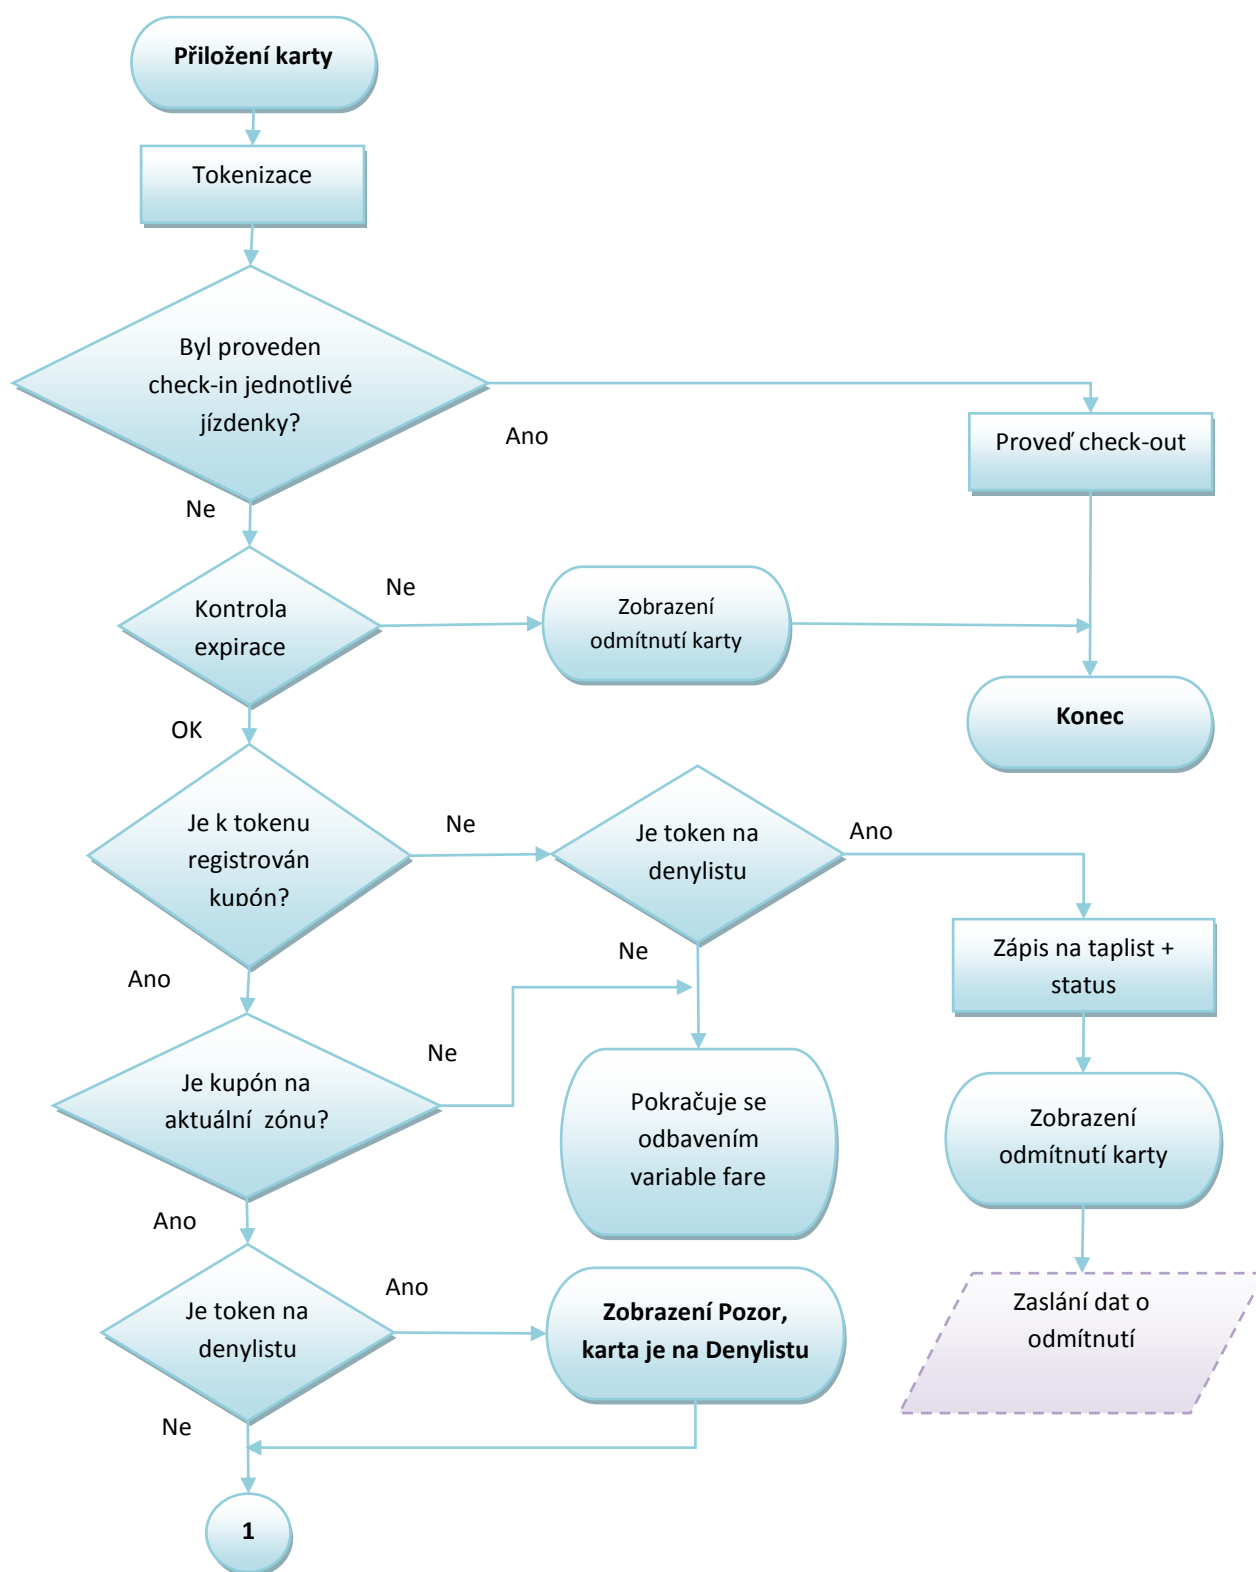 Přiložení karty
Tokenizace
Byl proveden
check-in jednotlivé
jízdenky?
Ano
Proveď check-out
Ne
Kontrola
expirace
Ne
Zobrazení
odmítnutí karty
Konec
OK
Je k tokenu
registrován
kupón?
Ne
Je token na
denylistu
Ano
Zápis na taplist +
status
Ne
Ano
Je kupón na
aktuální  zónu?
Ne
Pokračuje se
odbavením
variable fare
Zobrazení
odmítnutí karty
Ano
Je token na
denylistu
Ano
Zobrazení Pozor,
karta je na Denylistu
Zaslání dat o
odmítnutí
Ne
1